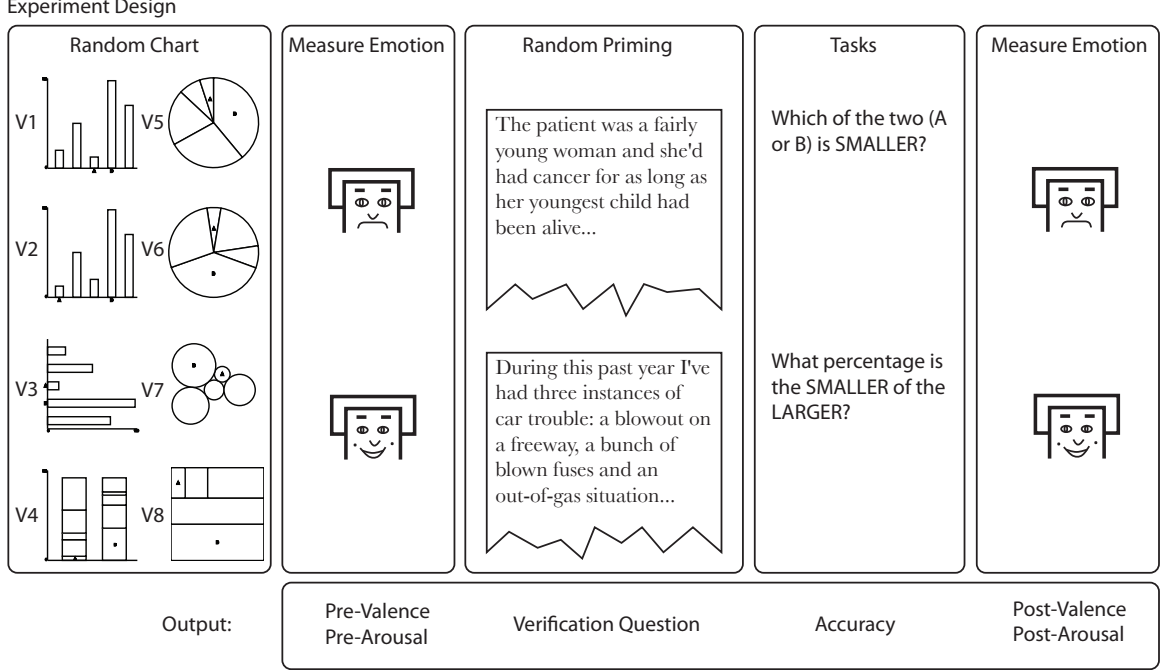 Experiment Design
Random Chart
Measure Emotion
Random Priming
Tasks
Measure Emotion
V1
V5
A
B
A
B
V2
V6
A
B
A
B
V3
V7
A
B
B
A
V4
V8
A
B
A
B
The patient was a fairly
young woman and she'd
had cancer for as long as
her youngest child had
been alive...
During this past year I've
had three instances of
car trouble: a blowout on
a freeway, a bunch of
blown fuses and an
out-of-gas situation...
Which of the two (A
or B) is SMALLER?
What percentage is
the SMALLER of the
LARGER?
Output:
Pre-Valence
Pre-Arousal
Verification Question
Accuracy
Post-Valence
Post-Arousal